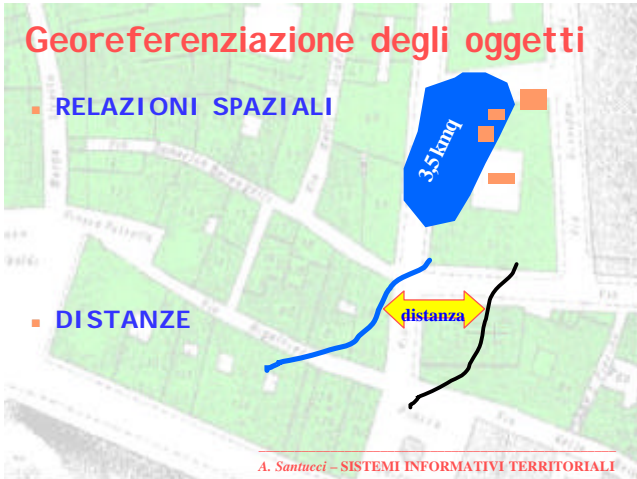 Georeferenziazione degli oggetti
RELAZIONI SPAZIALI
3,5 kmq
DISTANZE
distanza
A. Santucci – SISTEMI INFORMATIVI TERRITORIALI